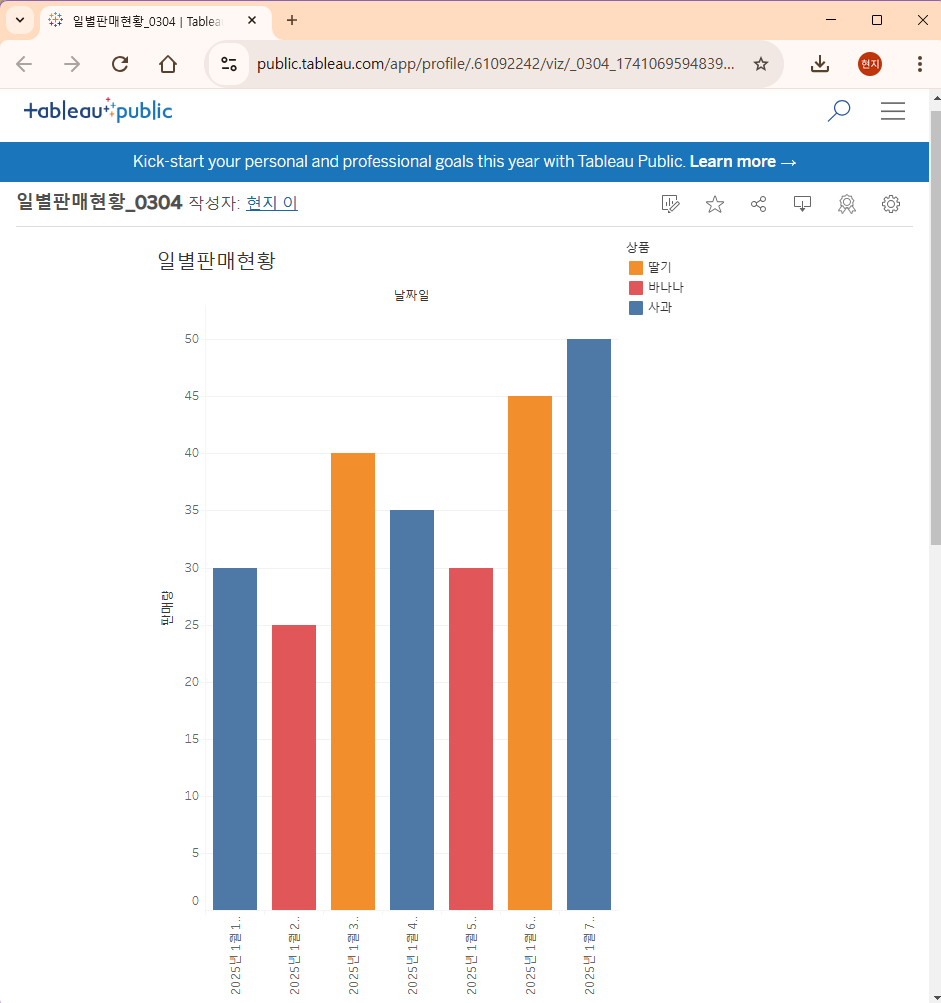 일별판매현황_0304 | Tablea
public.tableau.com/app/profile/.61092242/viz/_0304_1741069594839...
현지
+ableau public
Kick-start your personal and professional goals this year with Tableau Public. Learn more →
일별판매현황_0304 작성자: 현지 이
일별판매현황
상품
딸기
바나나
사과
날짜일
판매량
50
45
40
35
30
25
20
15
10
5
0
2025년 1월 1..
2025년 1월 2..
2025년 1월 3..
2025년 1월 4..
2025년 1월 5..
2025년 1월 6..
2025년 1월 7..